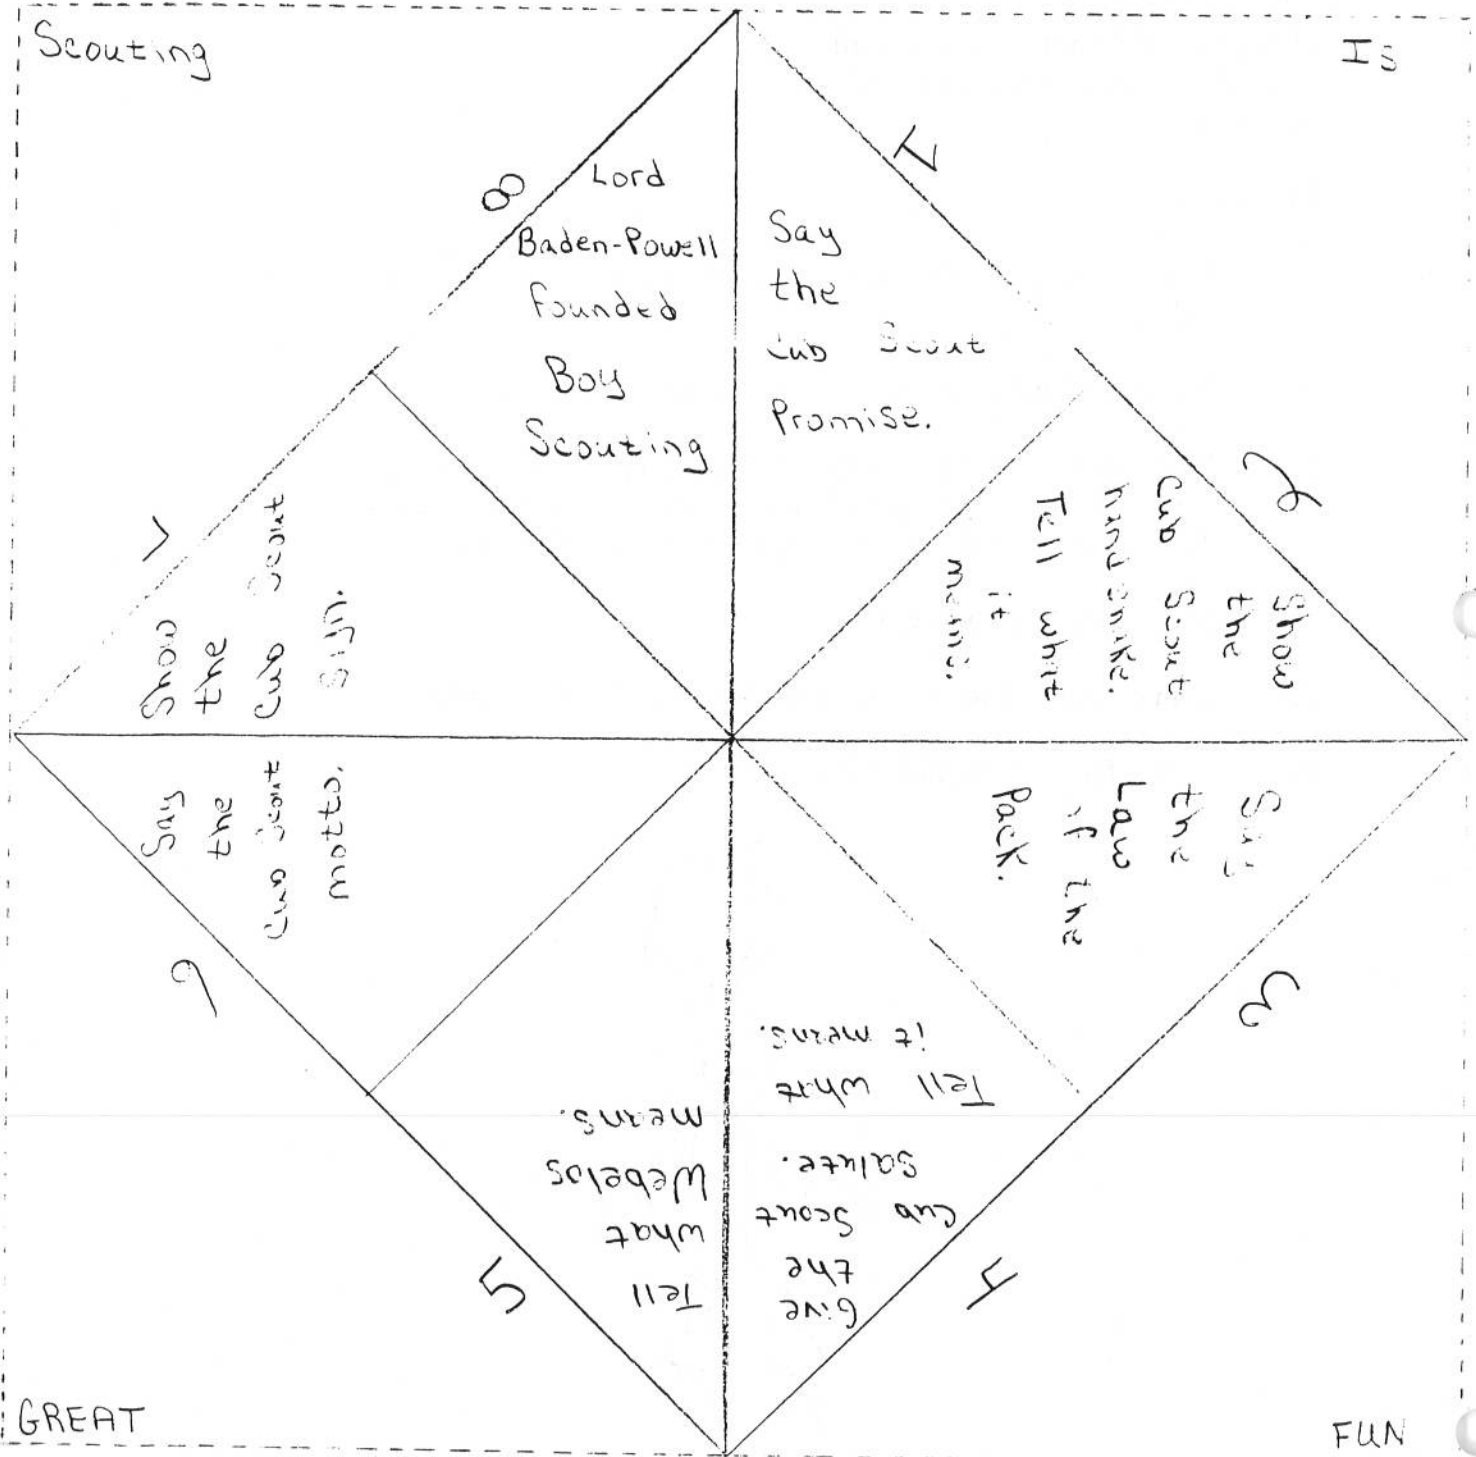 Scouting
Is
8
Lord
Baden-Powell
founded
Boy
Scouting
1
Say
the
Cub Scout
Promise.
2
Show
the
Cub Scout
handshake.
Tell what
it
means.
3
Say
the
Law
of the
Pack.
4
Give
the
Cub Scout
Salute.
Tell what
it means.
5
Tell
what
Webelos
means.
6
Say
the
Cub Scout
motto.
7
Show
the
Cub Scout
Sign.
GREAT
FUN